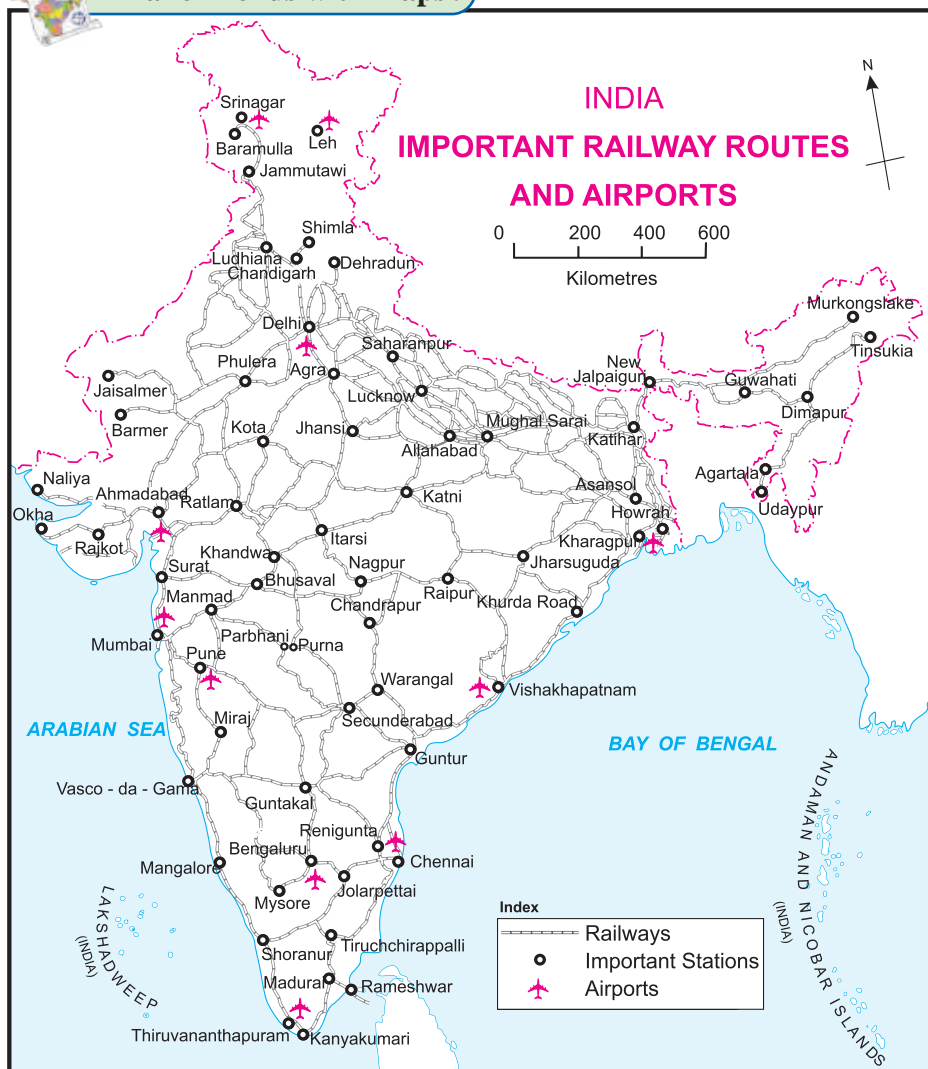 INDIA
IMPORTANT RAILWAY ROUTES
AND AIRPORTS
N
0 200 400 600
Kilometres
Srinagar
Leh
Baramulla
Jammutawi
Shimla
Ludhiana
Chandigarh
Dehradun
Murkongslake
Delhi
Tinsukia
Saharanpur
Phulera
Agra
New
Jalpaiguri
Guwahati
Jaisalmer
Lucknow
Dimapur
Barmer
Kota
Jhansi
Mughal Sarai
Katihar
Allahabad
Agartala
Naliya
Ahmadabad
Ratlam
Katni
Asansol
Udaypur
Okha
Howrah
Rajkot
Itarsi
Kharagpur
Khandwa
Jharsuguda
Surat
Bhusaval
Nagpur
Raipur
Manmad
Chandrapur
Khurda Road
Mumbai
Parbhani
Purna
Pune
Warangal
Vishakhapatnam
Miraj
Secunderabad
ARABIAN SEA
BAY OF BENGAL
Guntur
Vasco - da - Gama
Guntakal
Renigunta
Bengaluru
Chennai
Mangalore
Mysore
Jolarpettai
LAKSHADWEEP
(INDIA)
ANDAMAN AND NICOBAR ISLANDS
(INDIA)
Shoranur
Tiruchchirappalli
Madurai
Rameshwar
Thiruvananthapuram
Kanyakumari
Index
Railways
Important Stations
Airports